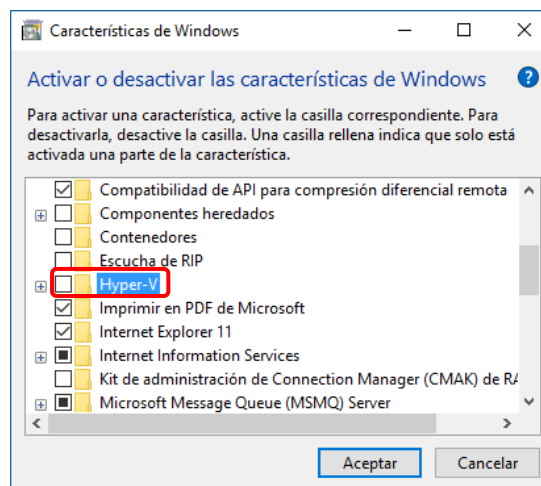 Características de Windows
Activar o desactivar las características de Windows
Para activar una característica, active la casilla correspondiente. Para
desactivarla, desactive la casilla. Una casilla rellena indica que solo está
activada una parte de la característica.
Compatibilidad de API para compresión diferencial remota
Componentes heredados
Contenedores
Escucha de RIP
Hyper-V
Imprimir en PDF de Microsoft
Internet Explorer 11
Internet Information Services
Kit de administración de Connection Manager (CMAK) de
Microsoft Message Queue (MSMQ) Server
Aceptar Cancelar